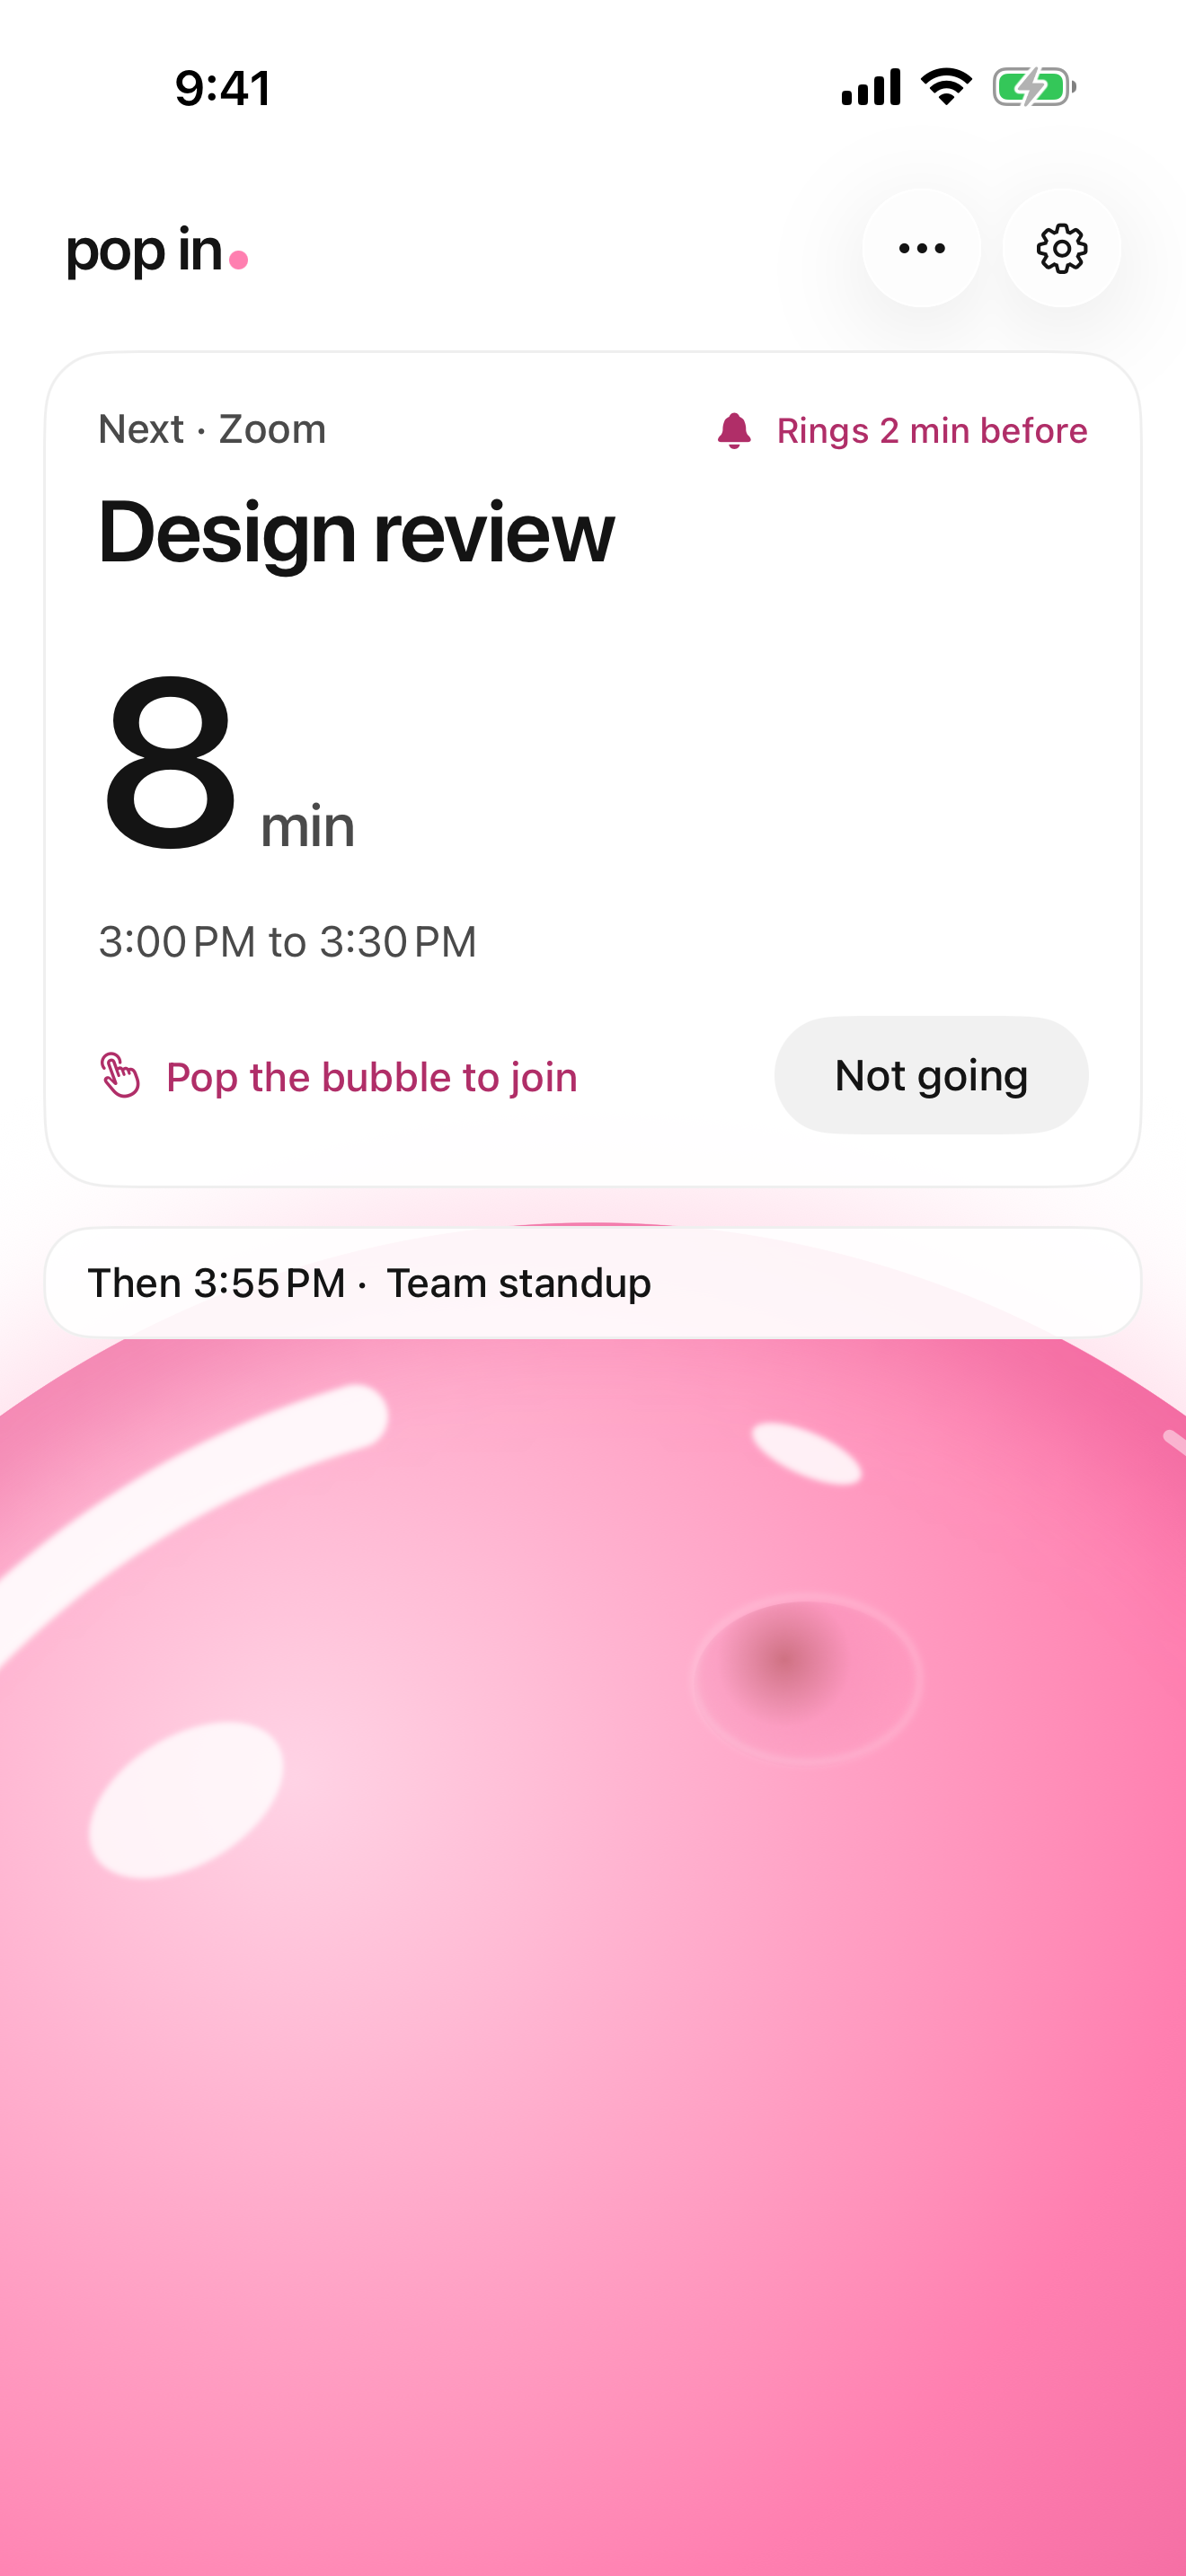 9:41
pop in
Next · Zoom
Rings 2 min before
Design review
8 min
3:00 PM to 3:30 PM
Pop the bubble to join
Not going
Then 3:55 PM · Team standup